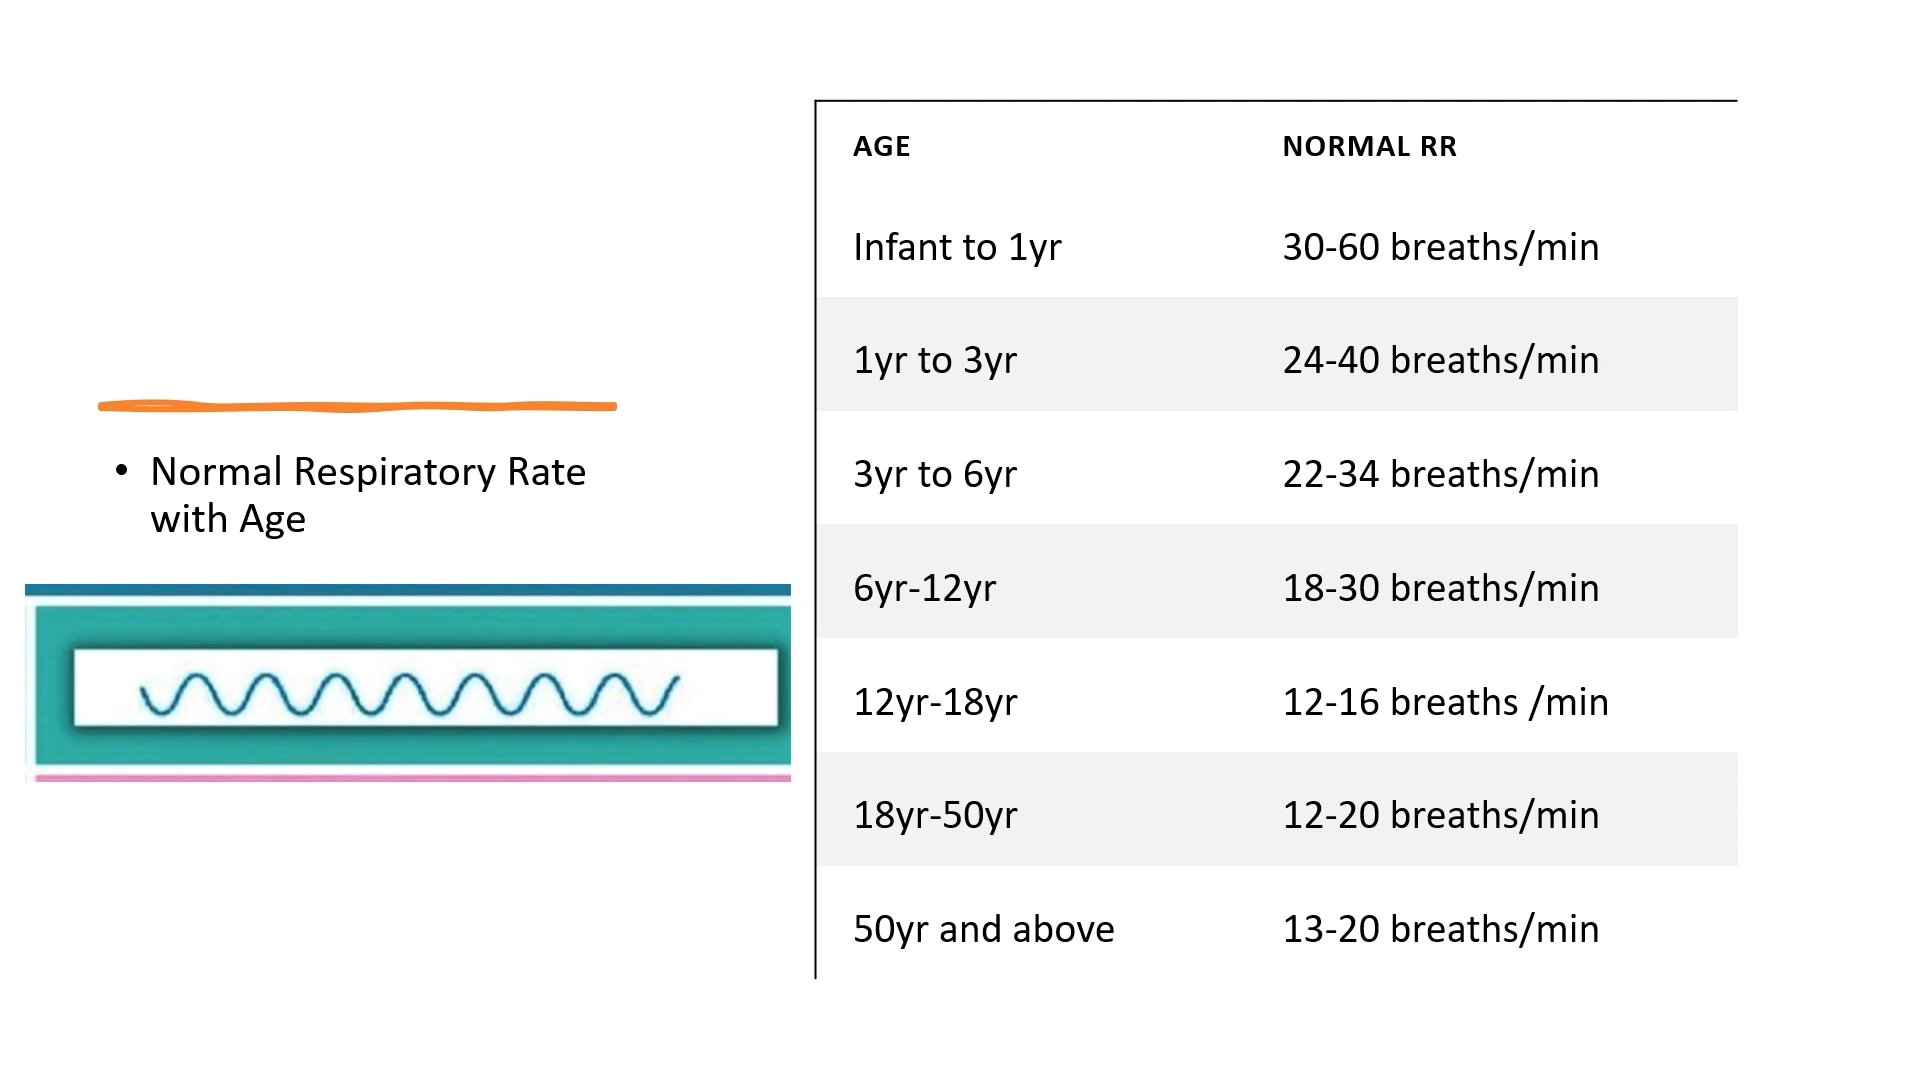 • Normal Respiratory Rate
with Age
AGE NORMAL RR
Infant to 1yr 30-60 breaths/min
1yr to 3yr 24-40 breaths/min
3yr to 6yr 22-34 breaths/min
6yr-12yr 18-30 breaths/min
12yr-18yr 12-16 breaths /min
18yr-50yr 12-20 breaths/min
50yr and above 13-20 breaths/min